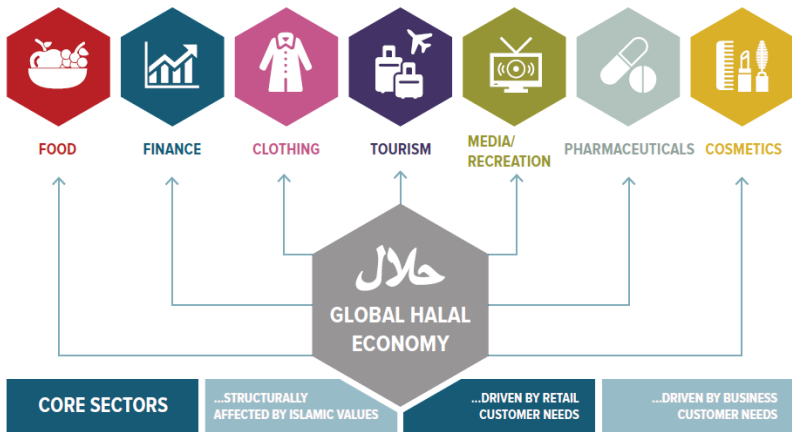 FOOD
FINANCE
CLOTHING
TOURISM
MEDIA/
RECREATION
PHARMACEUTICALS
COSMETICS
حلال
GLOBAL HALAL
ECONOMY
CORE SECTORS
...STRUCTURALLY
AFFECTED BY ISLAMIC VALUES
...DRIVEN BY RETAIL
CUSTOMER NEEDS
...DRIVEN BY BUSINESS
CUSTOMER NEEDS